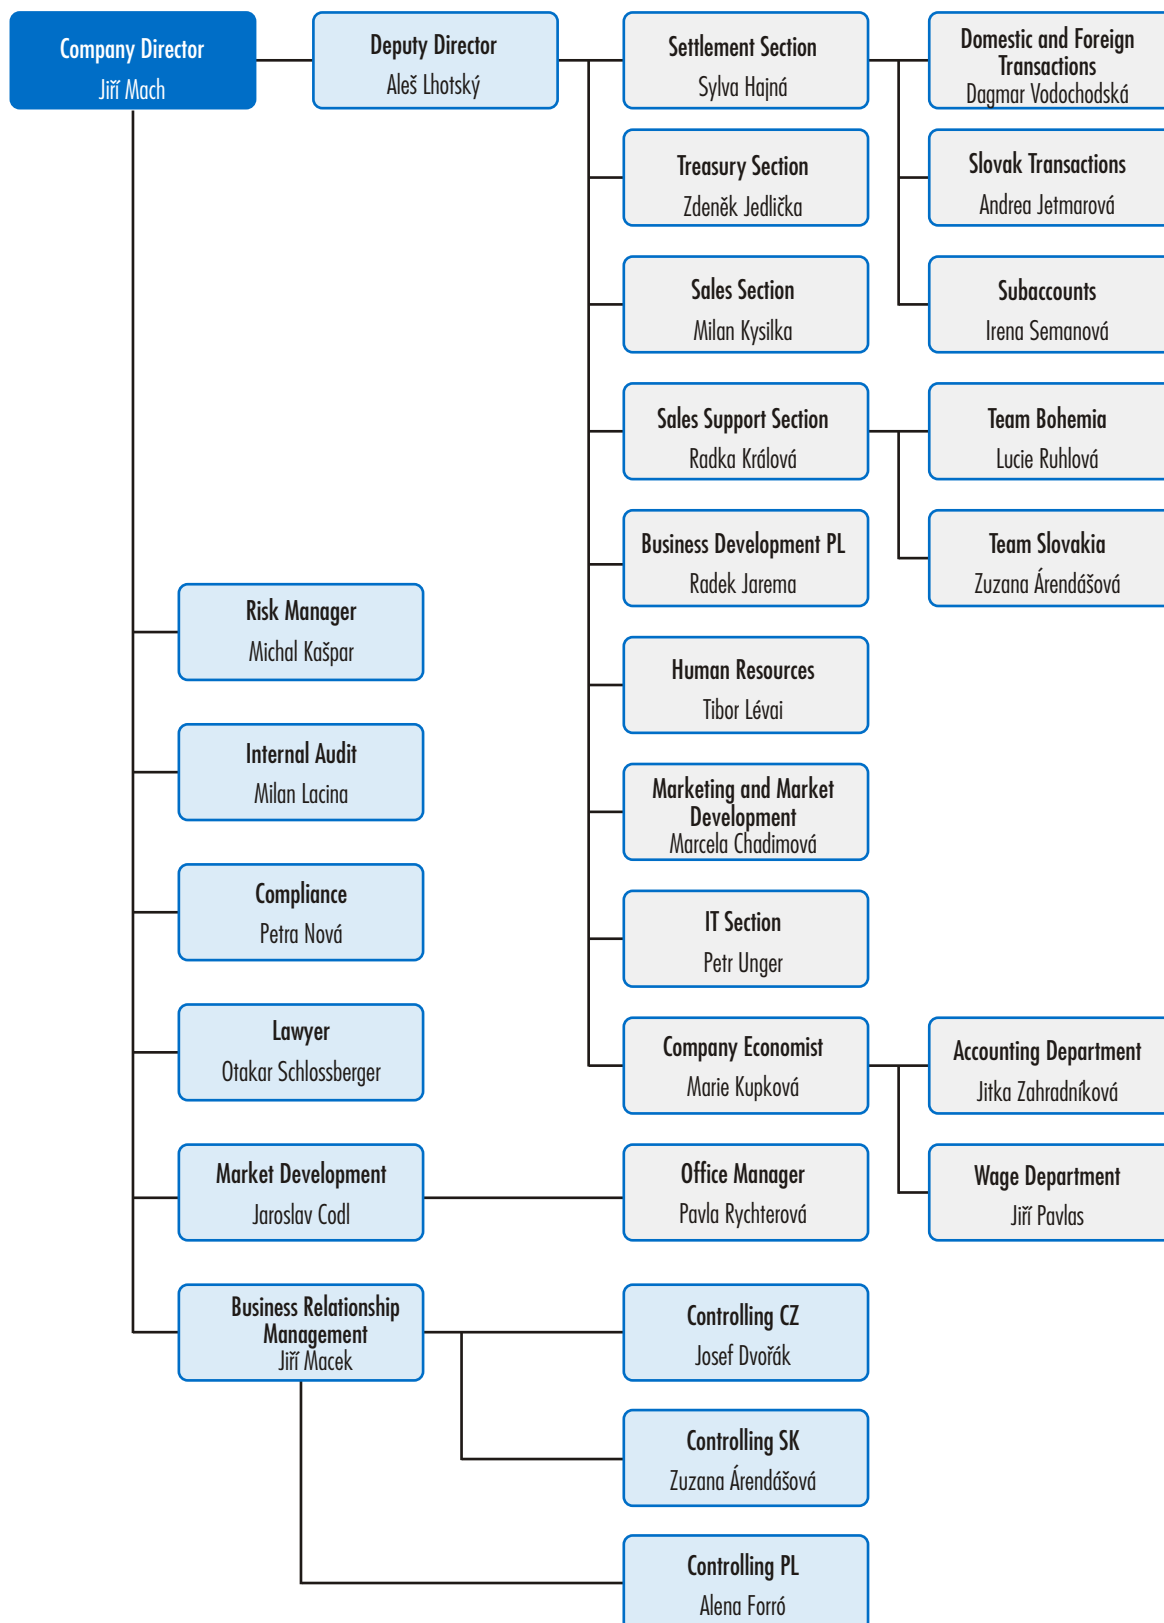 Company Director
Jiří Mach
Deputy Director
Aleš Lhotský
Settlement Section
Sylva Hajná
Domestic and Foreign
Transactions
Dagmar Vodochodská
Treasury Section
Zdeněk Jedlička
Slovak Transactions
Andrea Jetmarová
Sales Section
Milan Kysilka
Subaccounts
Irena Semanová
Sales Support Section
Radka Králová
Team Bohemia
Lucie Ruhlová
Business Development PL
Radek Jarema
Team Slovakia
Zuzana Árendášová
Risk Manager
Michal Kašpar
Human Resources
Tibor Lévai
Internal Audit
Milan Lacina
Marketing and Market
Development
Marcela Chadimová
Compliance
Petra Nová
IT Section
Petr Unger
Lawyer
Otakar Schlossberger
Company Economist
Marie Kupková
Accounting Department
Jitka Zahradníková
Market Development
Jaroslav Codl
Office Manager
Pavla Rychterová
Wage Department
Jiří Pavlas
Business Relationship
Management
Jiří Macek
Controlling CZ
Josef Dvořák
Controlling SK
Zuzana Árendášová
Controlling PL
Alena Forró